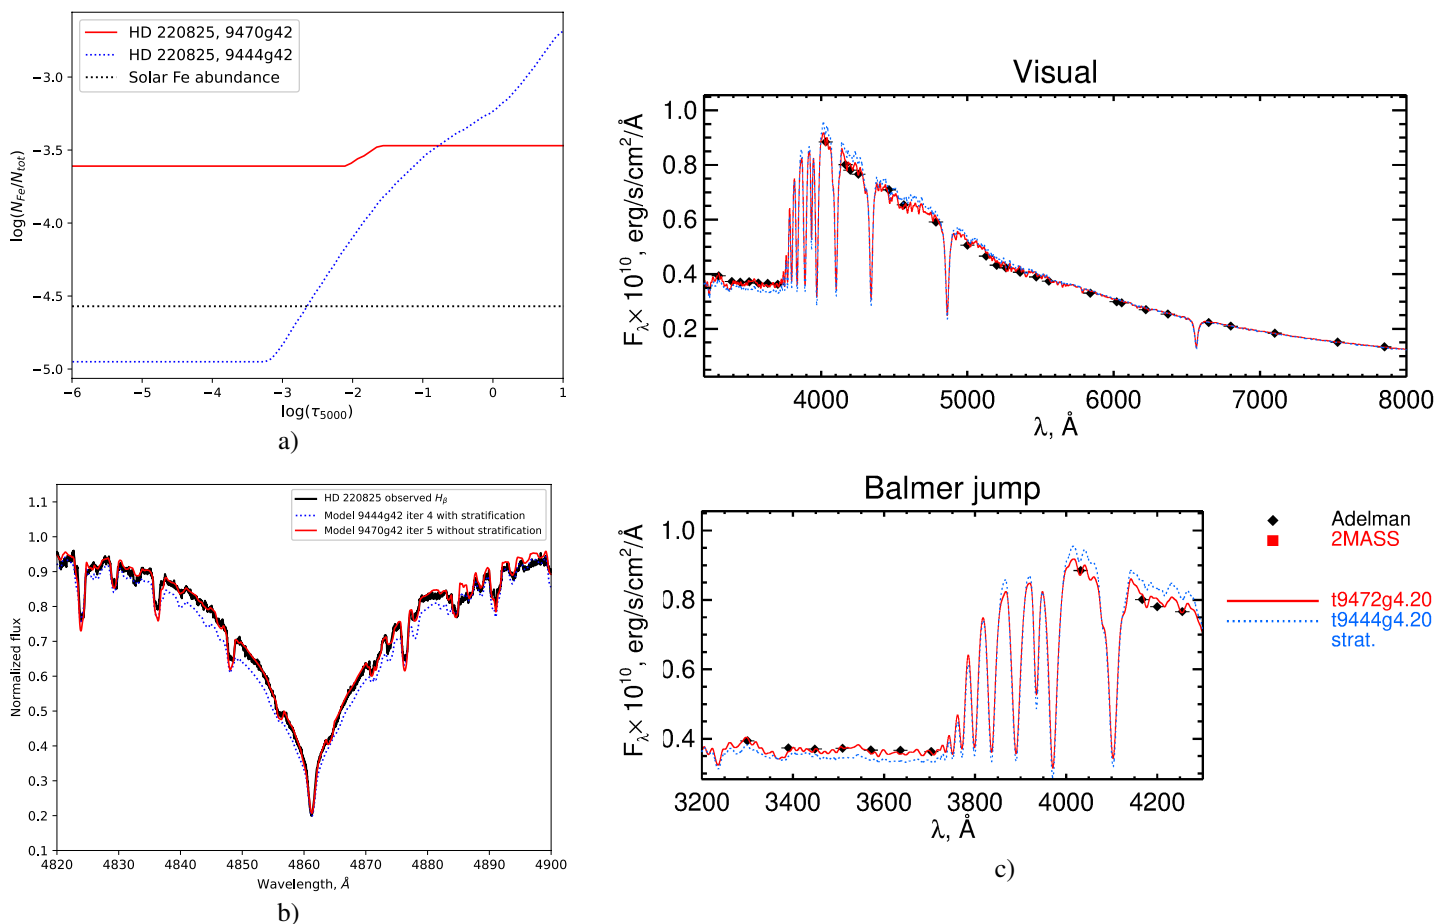 HD 220825, 9470g42
HD 220825, 9444g42
Solar Fe abundance
log(N_Fe/N_tot)
−3.0
−3.5
−4.0
−4.5
−5.0
−6 −5 −4 −3 −2 −1 0 1
log(τ_5000)
a)
Visual
F_λ× 10^10, erg/s/cm^2/Å
1.0
0.8
0.6
0.4
0.2
4000 5000 6000 7000 8000
λ, Å
HD 220825 observed H_β
Model 9444g42 iter 4 with stratification
Model 9470g42 iter 5 without stratification
Normalized flux
1.1
1.0
0.9
0.8
0.7
0.6
0.5
0.4
0.3
0.2
0.1
4820 4830 4840 4850 4860 4870 4880 4890 4900
Wavelength, Å
b)
Balmer jump
F_λ× 10^10, erg/s/cm^2/Å
1.0
0.8
0.6
0.4
3200 3400 3600 3800 4000 4200
λ, Å
Adelman
2MASS
t9472g4.20
t9444g4.20
strat.
c)